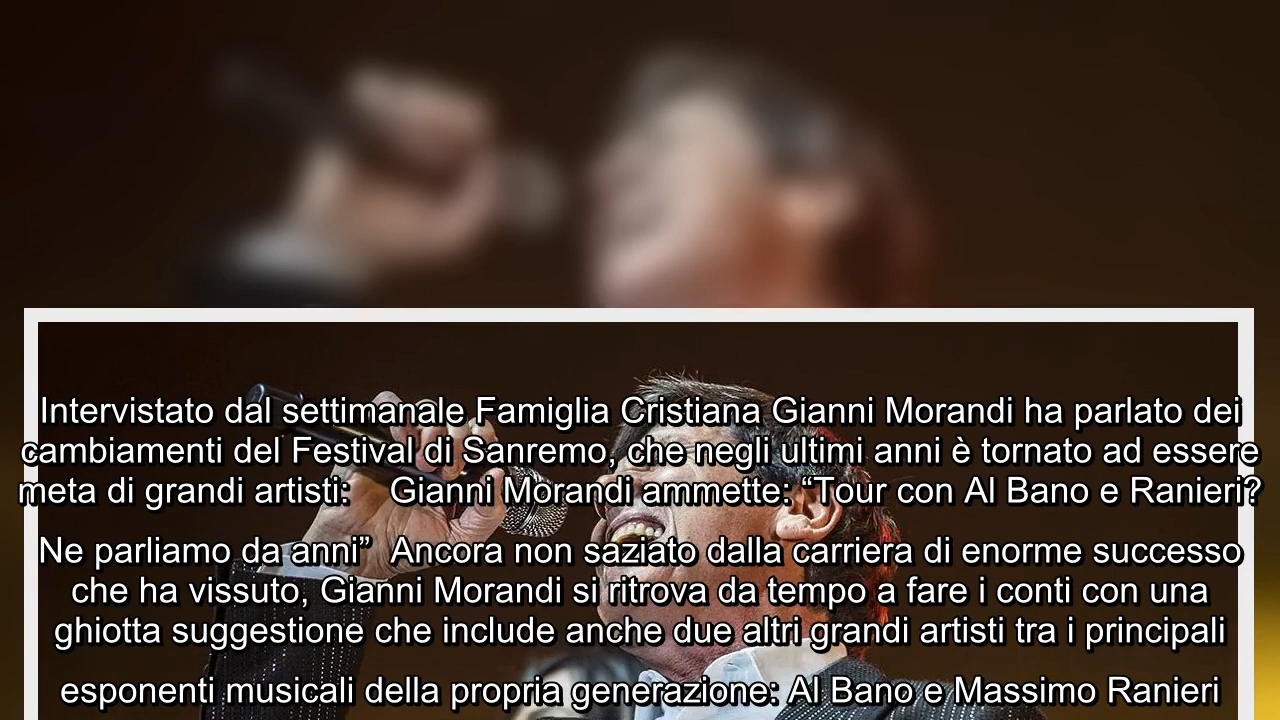 Intervistato dal settimanale Famiglia Cristiana Gianni Morandi ha parlato dei
cambiamenti del Festival di Sanremo, che negli ultimi anni è tornato ad essere
meta di grandi artisti:    Gianni Morandi ammette: “Tour con Al Bano e Ranieri?
Ne parliamo da anni”  Ancora non saziato dalla carriera di enorme successo
che ha vissuto, Gianni Morandi si ritrova da tempo a fare i conti con una
ghiotta suggestione che include anche due altri grandi artisti tra i principali
esponenti musicali della propria generazione: Al Bano e Massimo Ranieri